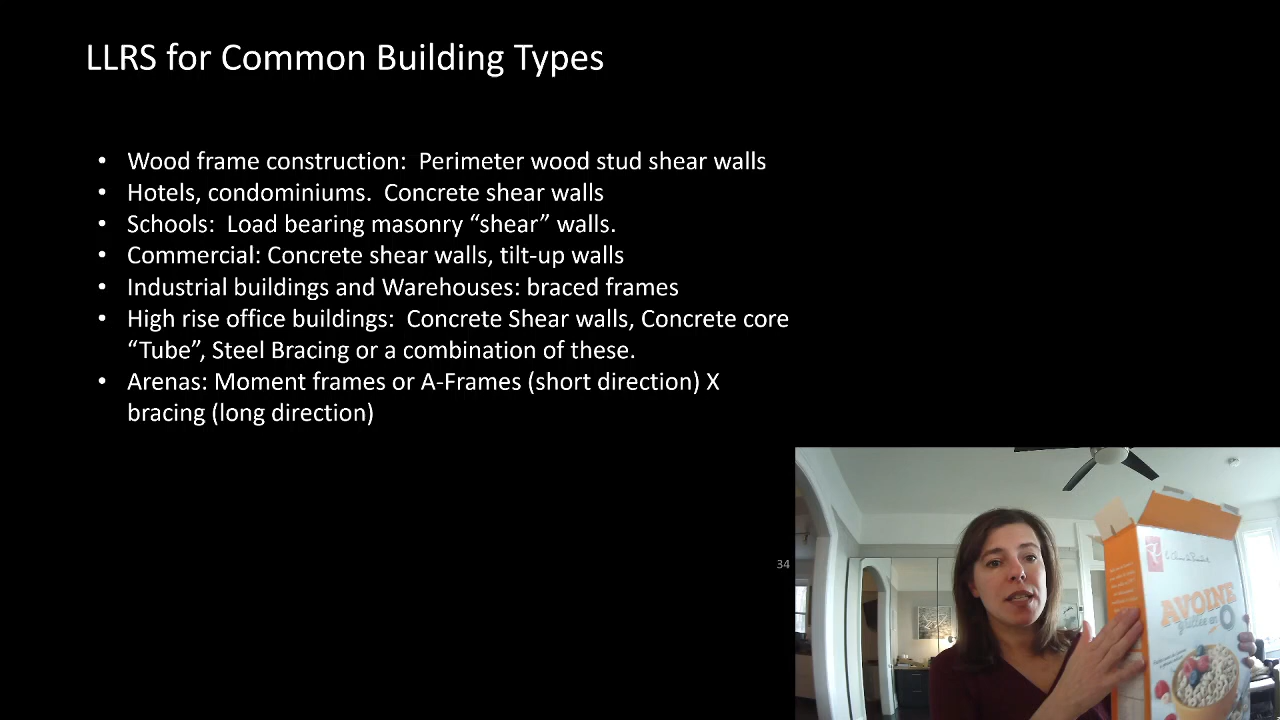 LLRS for Common Building Types
• Wood frame construction:  Perimeter wood stud shear walls
• Hotels, condominiums.  Concrete shear walls
• Schools:  Load bearing masonry “shear” walls.
• Commercial: Concrete shear walls, tilt-up walls
• Industrial buildings and Warehouses: braced frames
• High rise office buildings:  Concrete Shear walls, Concrete core
“Tube”, Steel Bracing or a combination of these.
• Arenas: Moment frames or A-Frames (short direction) X
bracing (long direction)
34
AVOINE